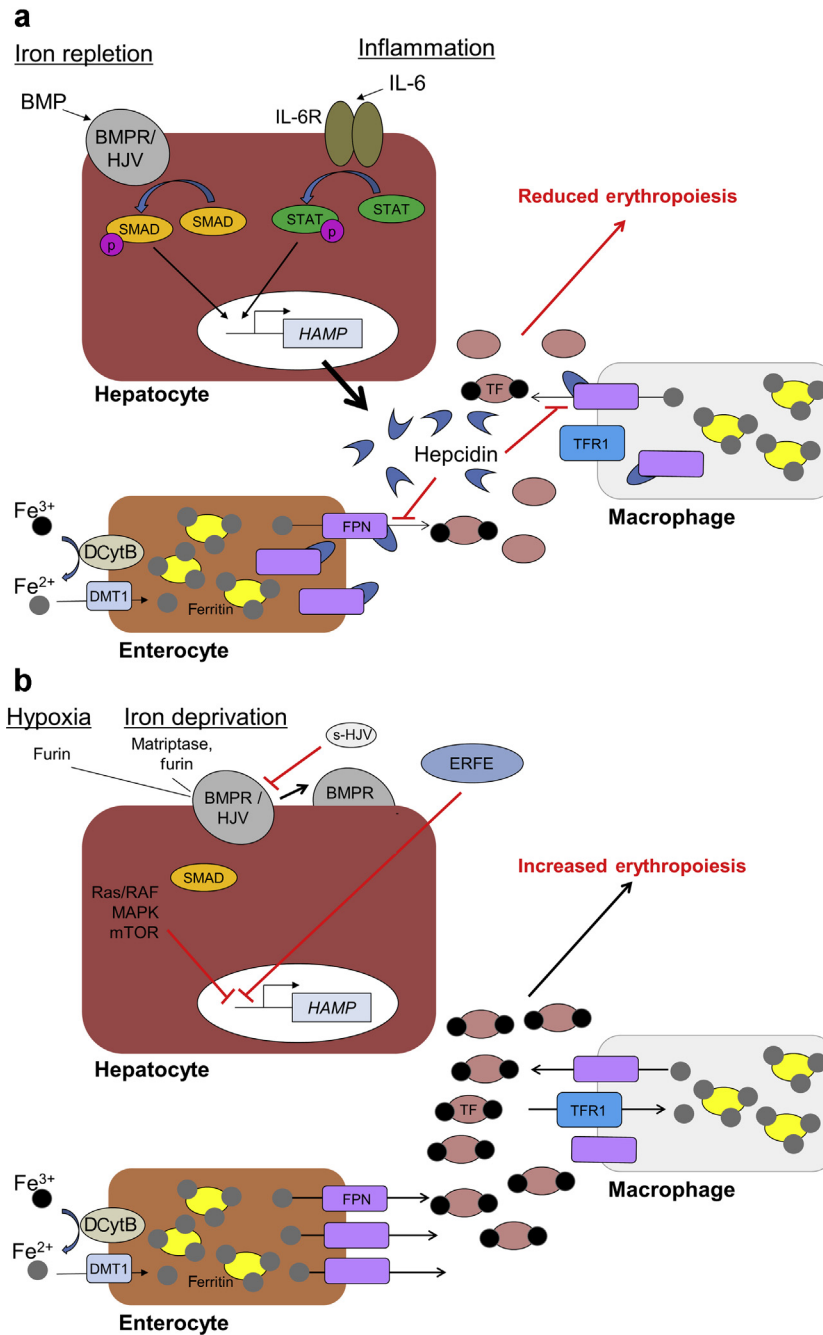 a
Iron repletion
Inflammation
BMP
IL-6
IL-6R
BMPR/
HJV
SMAD
SMAD
p
STAT
STAT
p
Reduced erythropoiesis
HAMP
Hepatocyte
TF
TFR1
Hepcidin
Macrophage
Fe3+
DCytB
Fe2+
DMT1
Ferritin
FPN
Enterocyte
b
Hypoxia
Iron deprivation
Furin
Matriptase,
furin
s-HJV
ERFE
BMPR /
HJV
BMPR
SMAD
Ras/RAF
MAPK
mTOR
Increased erythropoiesis
HAMP
Hepatocyte
TF
TFR1
Macrophage
Fe3+
DCytB
Fe2+
DMT1
Ferritin
FPN
Enterocyte